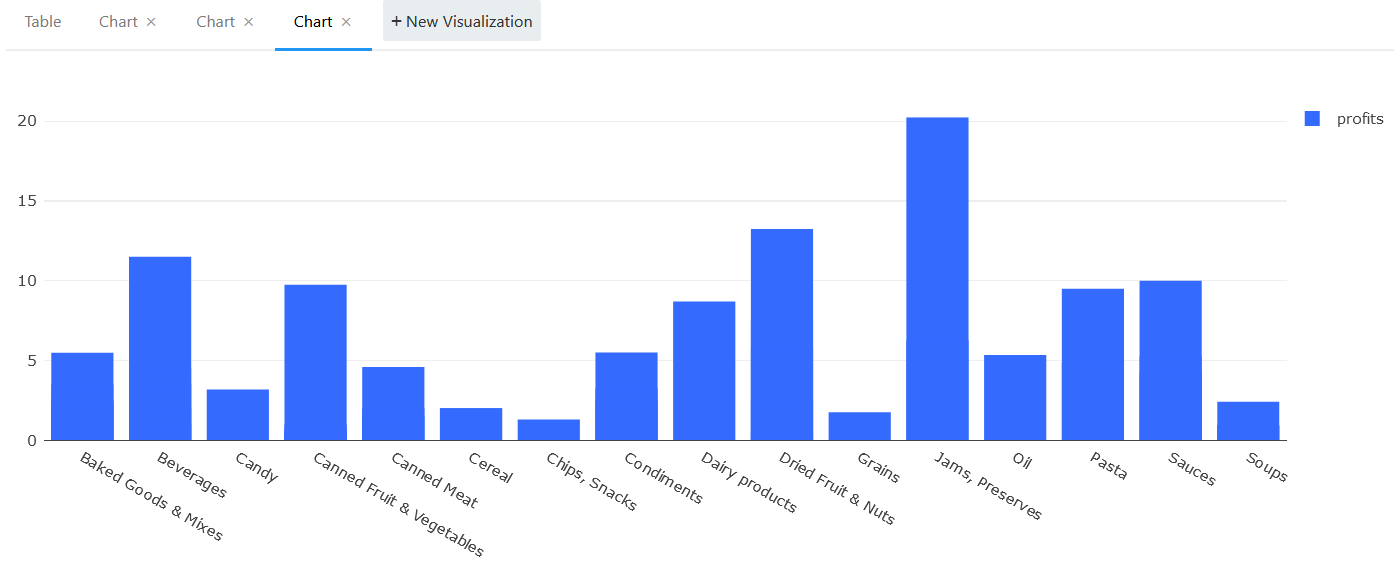 Table Chart × Chart × Chart × + New Visualization
20
15
10
5
0
profits
Baked Goods & Mixes
Beverages
Candy
Canned Fruit & Vegetables
Canned Meat
Cereal
Chips, Snacks
Condiments
Dairy products
Dried Fruit & Nuts
Grains
Jams, Preserves
Oil
Pasta
Sauces
Soups